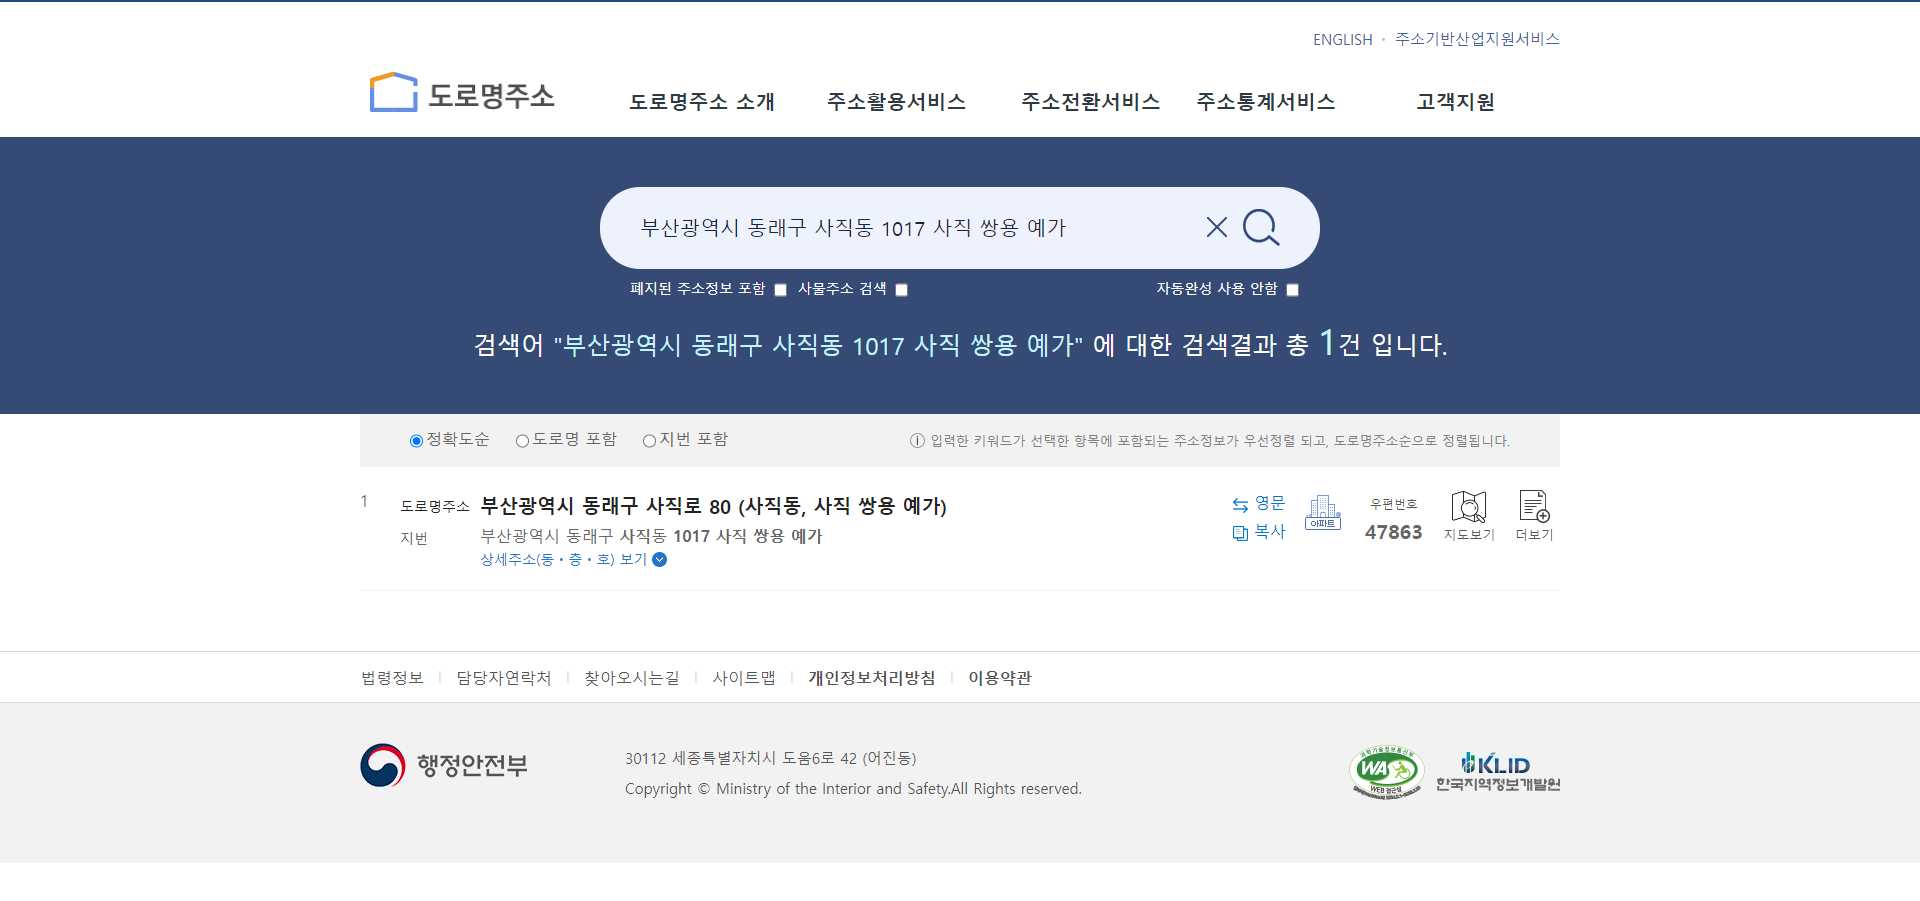 ENGLISH · 주소기반산업지원서비스
도로명주소
도로명주소 소개 주소활용서비스 주소전환서비스 주소통계서비스 고객지원
부산광역시 동래구 사직동 1017 사직 쌍용 예가
폐지된 주소정보 포함 사물주소 검색 자동완성 사용 안함
검색어 "부산광역시 동래구 사직동 1017 사직 쌍용 예가" 에 대한 검색결과 총 1건 입니다.
정확도순 도로명 포함 지번 포함 입력한 키워드가 선택한 항목에 포함되는 주소정보가 우선정렬 되고, 도로명주소순으로 정렬됩니다.
1 도로명주소 부산광역시 동래구 사직로 80 (사직동, 사직 쌍용 예가)
지번 부산광역시 동래구 사직동 1017 사직 쌍용 예가
상세주소(동·층·호) 보기
영문
복사
아파트
우편번호
47863
지도보기
더보기
법령정보 담당자연락처 찾아오시는길 사이트맵 개인정보처리방침 이용약관
행정안전부
30112 세종특별자치시 도움6로 42 (어진동)
Copyright © Ministry of the Interior and Safety.All Rights reserved.
과학기술정보통신부
WA
WEB 접근성
KLID
한국지역정보개발원